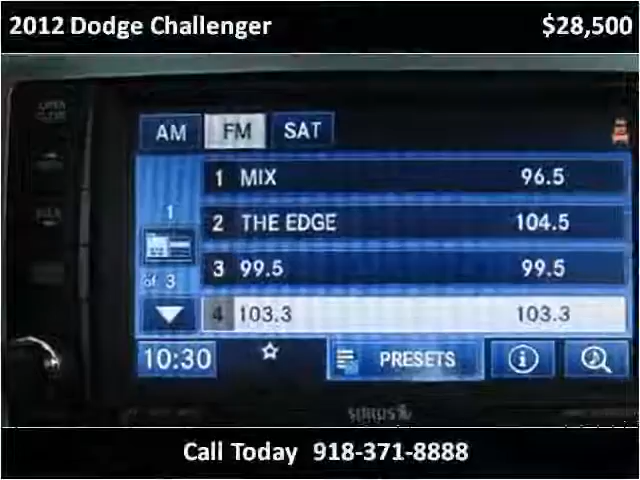 2012 Dodge Challenger $28,500
AM FM SAT
1 MIX 96.5
1
2 THE EDGE 104.5
3 99.5 99.5
of 3
4 103.3 103.3
10:30 PRESETS
SIRIUS
Call Today 918-371-8888